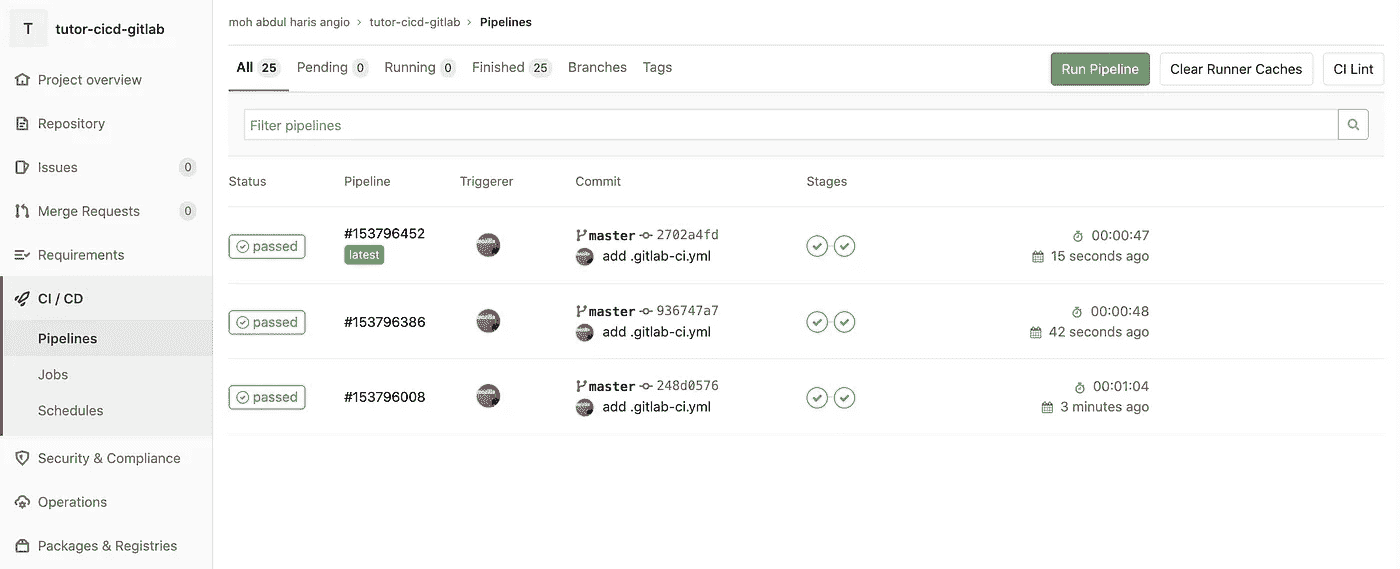 T tutor-cicd-gitlab
Project overview
Repository
Issues 0
Merge Requests 0
Requirements
CI / CD
Pipelines
Jobs
Schedules
Security & Compliance
Operations
Packages & Registries
moh abdul haris angio › tutor-cicd-gitlab › Pipelines
All 25 Pending 0 Running 0 Finished 25 Branches Tags Run Pipeline Clear Runner Caches CI Lint
Filter pipelines
Status Pipeline Triggerer Commit Stages
passed #153796452 master 2702a4fd 00:00:47
latest add .gitlab-ci.yml 15 seconds ago
passed #153796386 master 936747a7 00:00:48
add .gitlab-ci.yml 42 seconds ago
passed #153796008 master 248d0576 00:01:04
add .gitlab-ci.yml 3 minutes ago